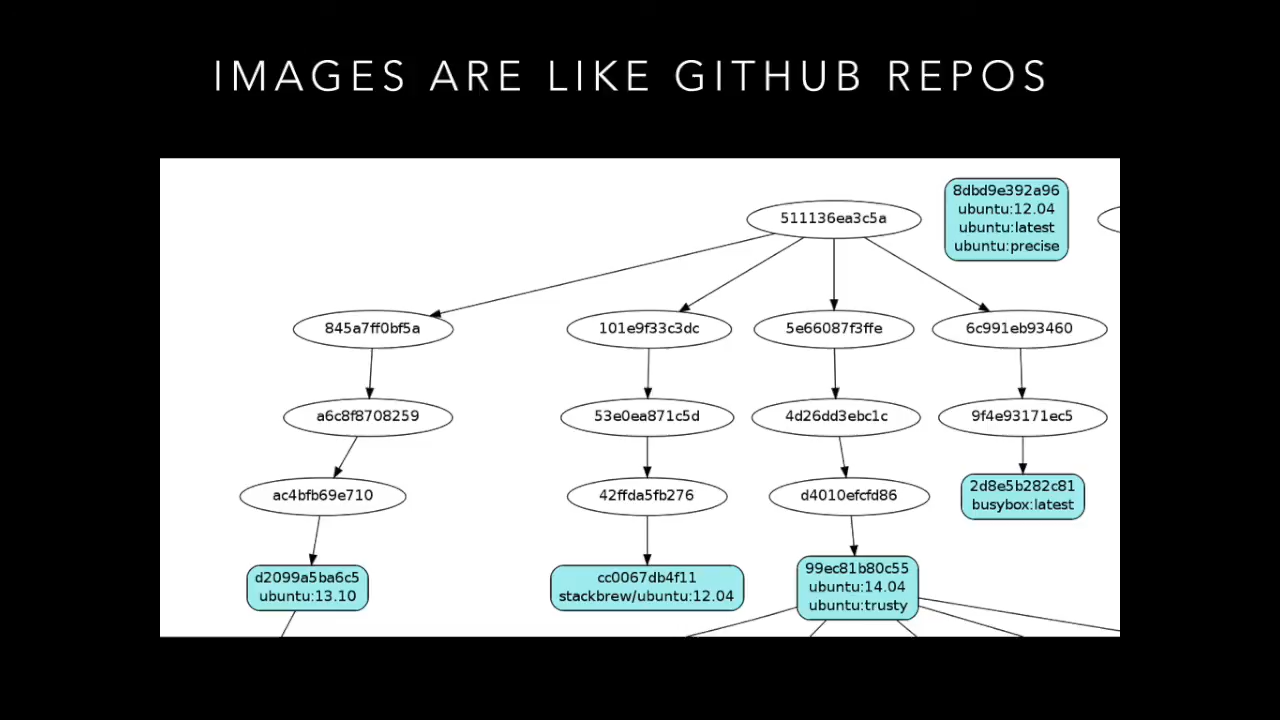 IMAGES ARE LIKE GITHUB REPOS
8dbd9e392a96
ubuntu:12.04
ubuntu:latest
ubuntu:precise
511136ea3c5a
845a7ff0bf5a
101e9f33c3dc
5e66087f3ffe
6c991eb93460
a6c8f8708259
53e0ea871c5d
4d26dd3ebc1c
9f4e93171ec5
ac4bfb69e710
42ffda5fb276
d4010efcfd86
2d8e5b282c81
busybox:latest
d2099a5ba6c5
ubuntu:13.10
cc0067db4f11
stackbrew/ubuntu:12.04
99ec81b80c55
ubuntu:14.04
ubuntu:trusty